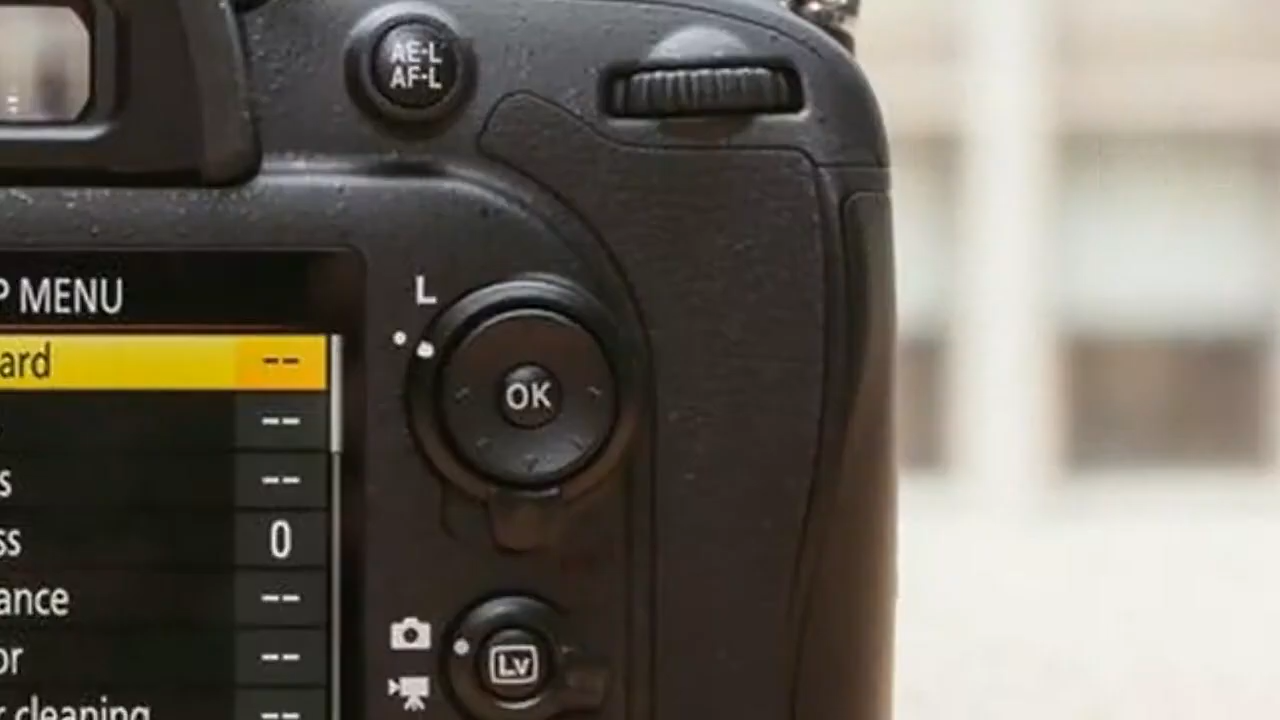 AE-L
AF-L
P MENU
L
ard --
--
s --
OK
ss 0
ance --
or --
Lv
r cleaning --